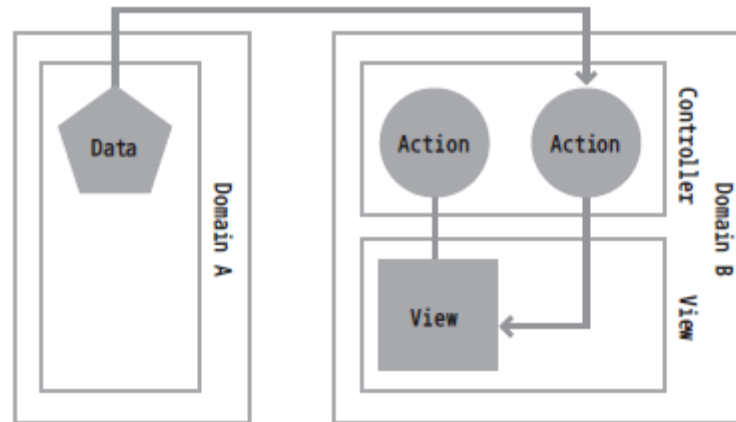 Data
Domain A
Action
Action
Controller
View
View
Domain B